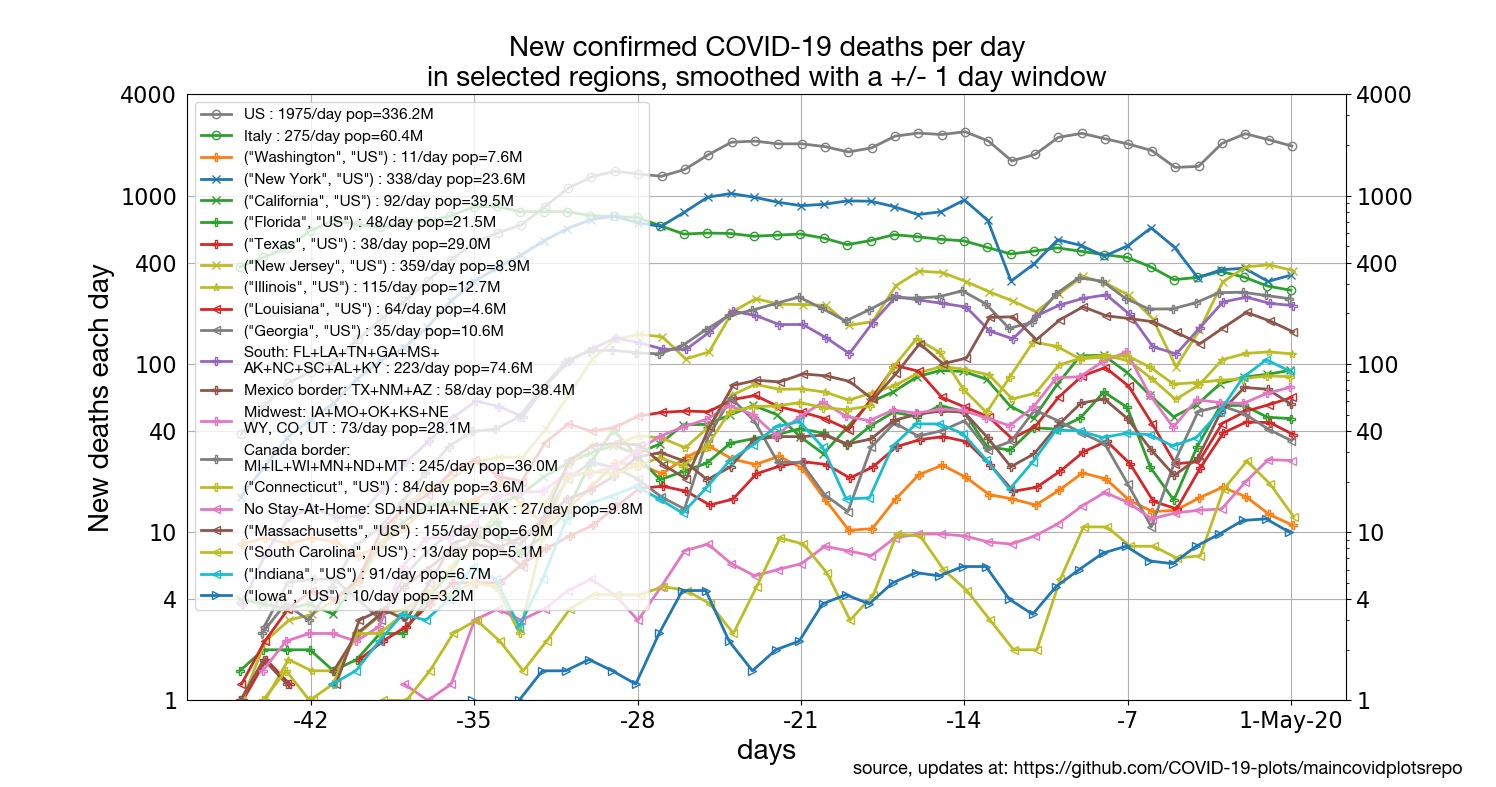 New confirmed COVID-19 deaths per day
in selected regions, smoothed with a +/- 1 day window
4000
1000
400
100
40
10
4
1
New deaths each day
US : 1975/day pop=336.2M
Italy : 275/day pop=60.4M
("Washington", "US") : 11/day pop=7.6M
("New York", "US") : 338/day pop=23.6M
("California", "US") : 92/day pop=39.5M
("Florida", "US") : 48/day pop=21.5M
("Texas", "US") : 38/day pop=29.0M
("New Jersey", "US") : 359/day pop=8.9M
("Illinois", "US") : 115/day pop=12.7M
("Louisiana", "US") : 64/day pop=4.6M
("Georgia", "US") : 35/day pop=10.6M
South: FL+LA+TN+GA+MS+
AK+NC+SC+AL+KY : 223/day pop=74.6M
Mexico border: TX+NM+AZ : 58/day pop=38.4M
Midwest: IA+MO+OK+KS+NE
WY, CO, UT : 73/day pop=28.1M
Canada border:
MI+IL+WI+MN+ND+MT : 245/day pop=36.0M
("Connecticut", "US") : 84/day pop=3.6M
No Stay-At-Home: SD+ND+IA+NE+AK : 27/day pop=9.8M
("Massachusetts", "US") : 155/day pop=6.9M
("South Carolina", "US") : 13/day pop=5.1M
("Indiana", "US") : 91/day pop=6.7M
("Iowa", "US") : 10/day pop=3.2M
4000
1000
400
100
40
10
4
1
-42 -35 -28 -21 -14 -7 1-May-20
days
source, updates at: https://github.com/COVID-19-plots/maincovidplotsrepo